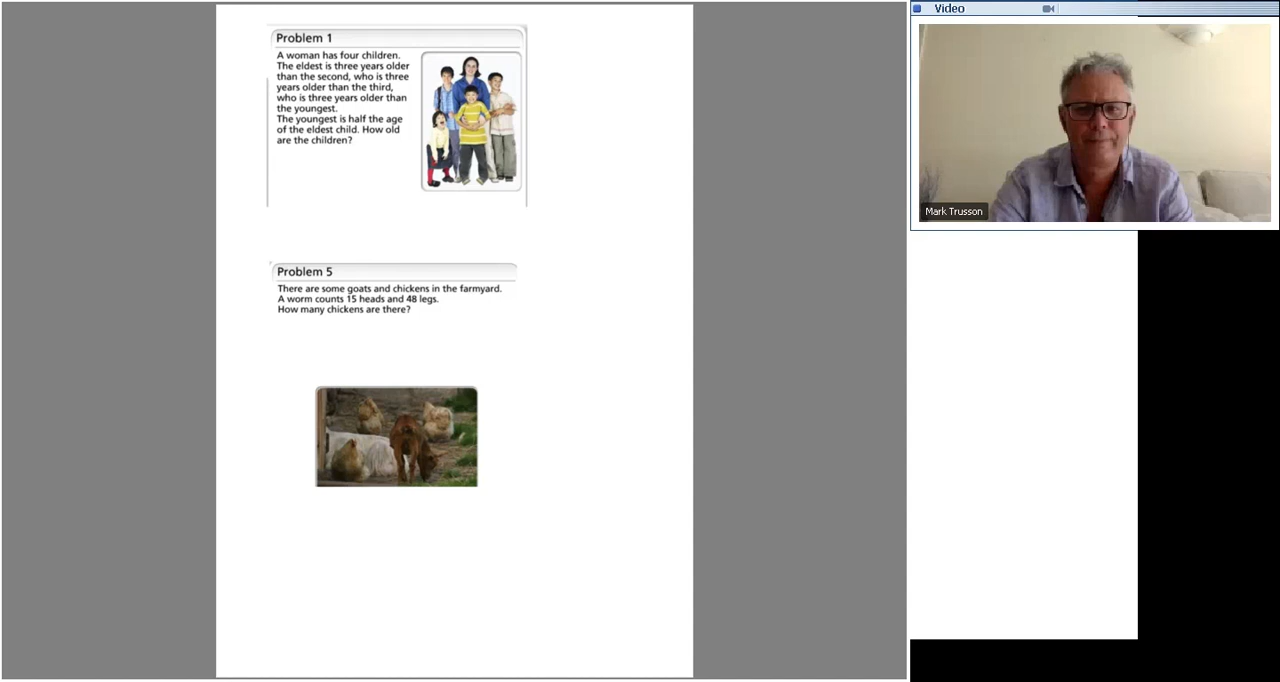 Problem 1
A woman has four children.
The eldest is three years older
than the second, who is three
years older than the third,
who is three years older than
the youngest.
The youngest is half the age
of the eldest child. How old
are the children?
Problem 5
There are some goats and chickens in the farmyard.
A worm counts 15 heads and 48 legs.
How many chickens are there?
Video
Mark Trusson